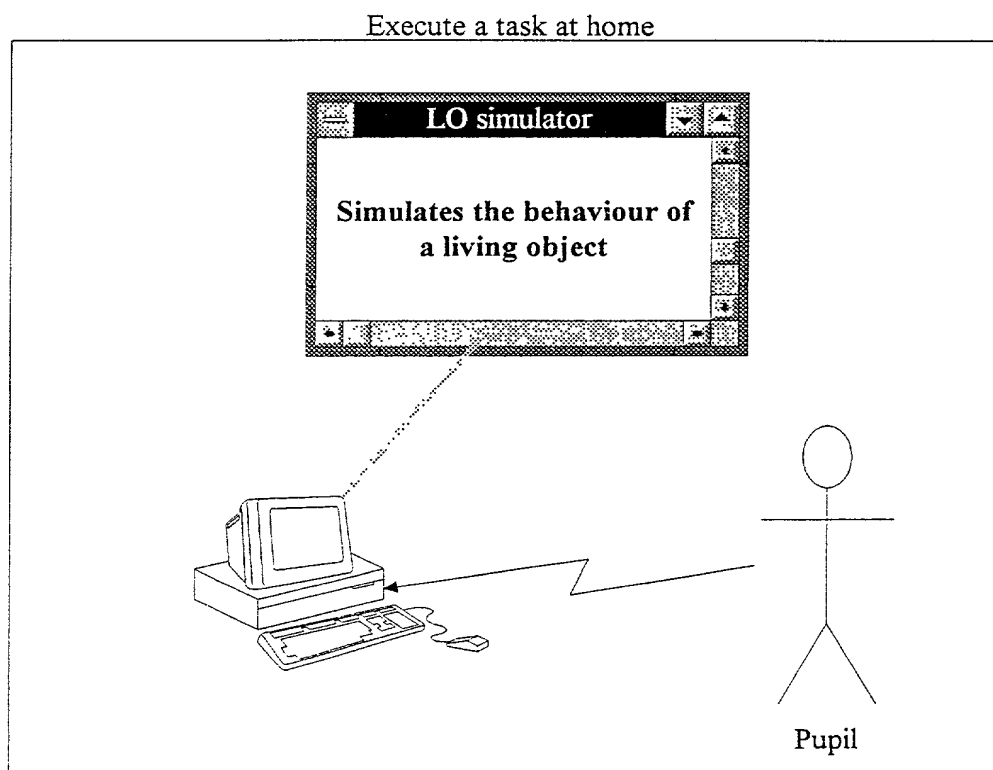 Execute a task at home
LO simulator
Simulates the behaviour of
a living object
Pupil